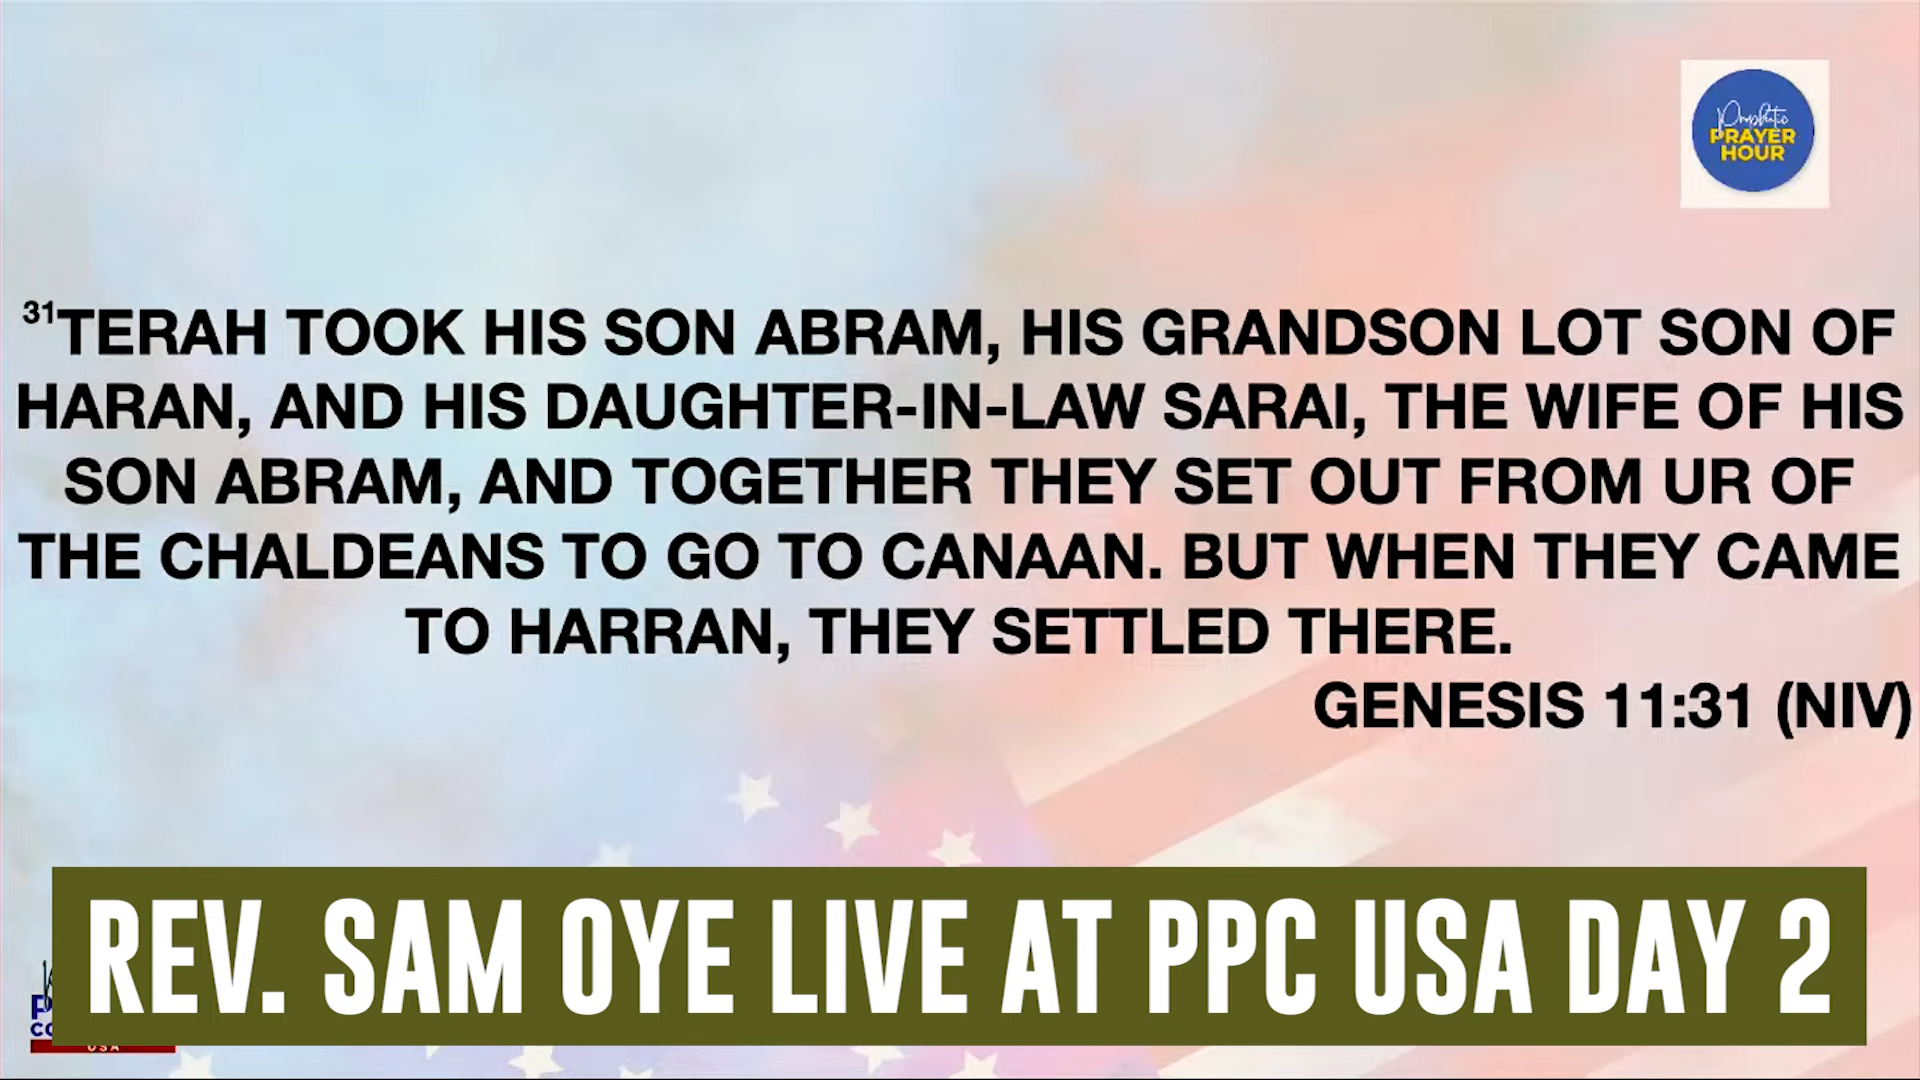 Prophetic
PRAYER
HOUR
31TERAH TOOK HIS SON ABRAM, HIS GRANDSON LOT SON OF
HARAN, AND HIS DAUGHTER-IN-LAW SARAI, THE WIFE OF HIS
SON ABRAM, AND TOGETHER THEY SET OUT FROM UR OF
THE CHALDEANS TO GO TO CANAAN. BUT WHEN THEY CAME
TO HARRAN, THEY SETTLED THERE.
GENESIS 11:31 (NIV)
REV. SAM OYE LIVE AT PPC USA DAY 2
USA